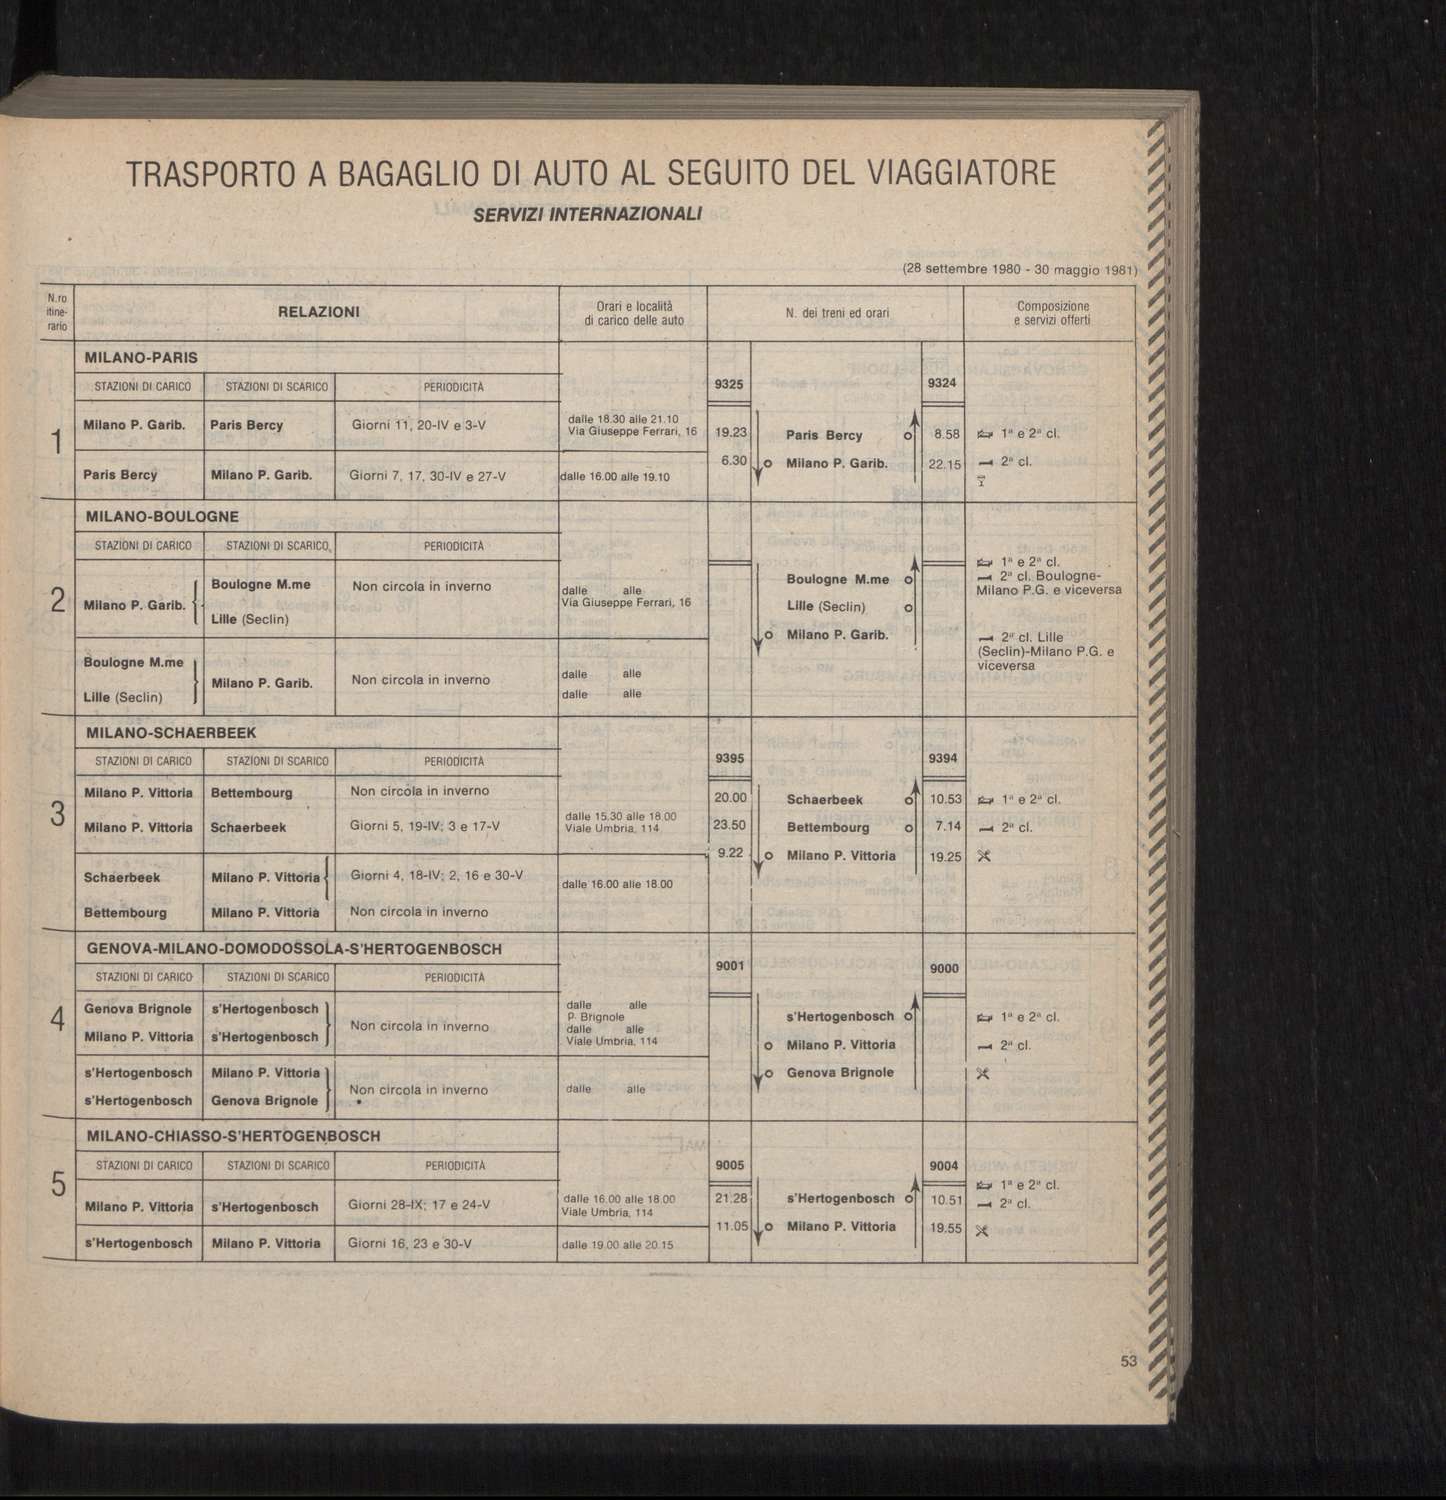 TRASPORTO A BAGAGLIO DI AUTO AL SEGUITO DEL VIAGGIATORE
SERVIZI INTERNAZIONALI
(28 settembre 1980 - 30 maggio 1981)
N.ro itine- rario RELAZIONI Orari e località di carico delle auto N. dei treni ed orari Composizione e servizi offerti
1
MILANO-PARIS
STAZIONI DI CARICO STAZIONI DI SCARICO PERIODICITÀ 9325 9324
Milano P. Garib. Paris Bercy Giorni 11, 20-IV e 3-V dalle 18.30 alle 21.10
Via Giuseppe Ferrari, 16 19.23 Paris Bercy 8.58 1ª e 2ª cl.
6.30 Milano P. Garib. 22.15 2ª cl.
Paris Bercy Milano P. Garib. Giorni 7, 17, 30-IV e 27-V dalle 16.00 alle 19.10
2
MILANO-BOULOGNE
STAZIONI DI CARICO STAZIONI DI SCARICO PERIODICITÀ
Milano P. Garib. Boulogne M.me Non circola in inverno dalle alle
Lille (Seclin) Via Giuseppe Ferrari, 16
Boulogne M.me 1ª e 2ª cl.
Lille (Seclin) 2ª cl. Boulogne-
Milano P. Garib. Milano P.G. e viceversa
2ª cl. Lille
(Seclin)-Milano P.G. e
viceversa
Boulogne M.me Milano P. Garib. Non circola in inverno dalle alle
Lille (Seclin) dalle alle
3
MILANO-SCHAERBEEK
STAZIONI DI CARICO STAZIONI DI SCARICO PERIODICITÀ 9395 9394
Milano P. Vittoria Bettembourg Non circola in inverno 20.00 Schaerbeek 10.53 1ª e 2ª cl.
Milano P. Vittoria Schaerbeek Giorni 5, 19-IV; 3 e 17-V dalle 15.30 alle 18.00
Viale Umbria, 114 23.50 Bettembourg 7.14 2ª cl.
9.22 Milano P. Vittoria 19.25
Schaerbeek Milano P. Vittoria Giorni 4, 18-IV; 2, 16 e 30-V dalle 16.00 alle 18.00
Bettembourg Milano P. Vittoria Non circola in inverno
4
GENOVA-MILANO-DOMODOSSOLA-S'HERTOGENBOSCH
STAZIONI DI CARICO STAZIONI DI SCARICO PERIODICITÀ 9001 9000
Genova Brignole s'Hertogenbosch Non circola in inverno dalle alle
P. Brignole s'Hertogenbosch 1ª e 2ª cl.
Milano P. Vittoria s'Hertogenbosch dalle alle
Viale Umbria, 114 Milano P. Vittoria 2ª cl.
s'Hertogenbosch Milano P. Vittoria Non circola in inverno dalle alle Genova Brignole
s'Hertogenbosch Genova Brignole
5
MILANO-CHIASSO-S'HERTOGENBOSCH
STAZIONI DI CARICO STAZIONI DI SCARICO PERIODICITÀ 9005 9004
Milano P. Vittoria s'Hertogenbosch Giorni 28-IX; 17 e 24-V dalle 16.00 alle 18.00
Viale Umbria, 114 21.28 s'Hertogenbosch 10.51 1ª e 2ª cl.
2ª cl.
11.05 Milano P. Vittoria 19.55
s'Hertogenbosch Milano P. Vittoria Giorni 16, 23 e 30-V dalle 19.00 alle 20.15
53